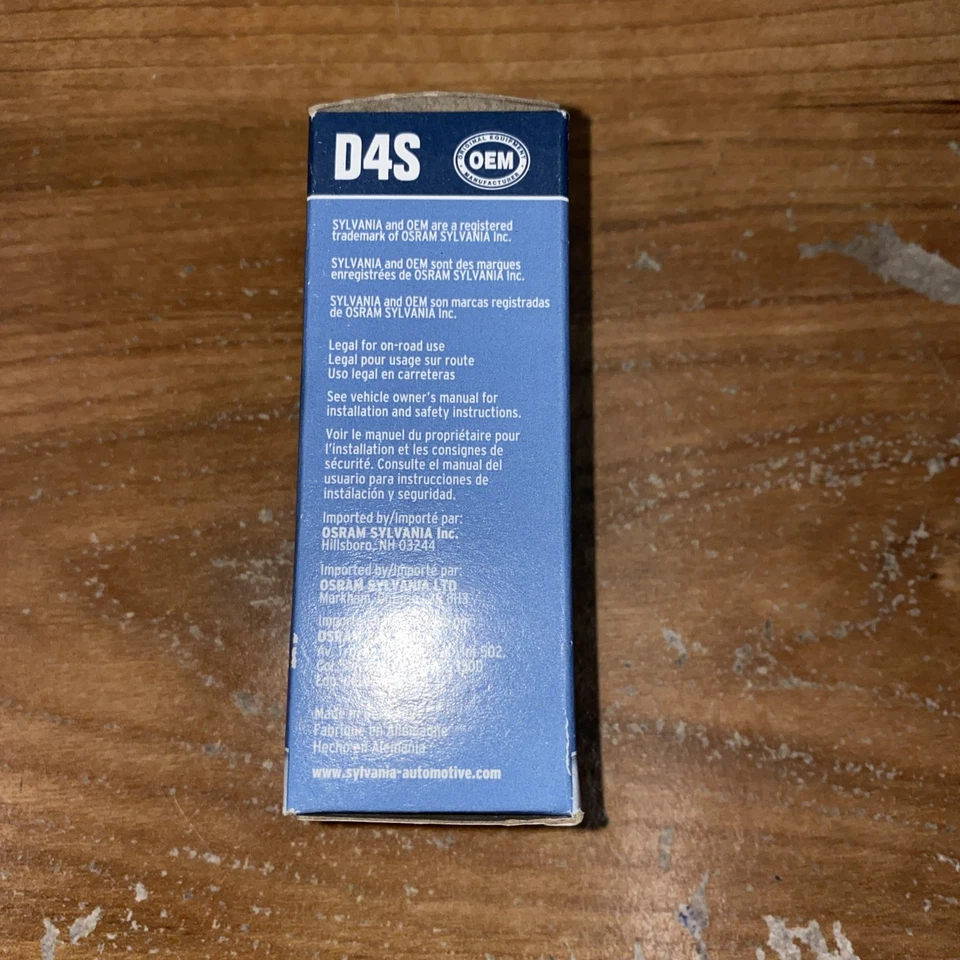 D4S
ORIGINAL EQUIPMENT
OEM
MANUFACTURER
SYLVANIA and OEM are a registered
trademark of OSRAM SYLVANIA Inc.
SYLVANIA and OEM sont des marques
enregistrées de OSRAM SYLVANIA Inc.
SYLVANIA and OEM son marcas registradas
de OSRAM SYLVANIA Inc.
Legal for on-road use
Legal pour usage sur route
Uso legal en carreteras
See vehicle owner's manual for
installation and safety instructions.
Voir le manuel du propriétaire pour
l'installation et les consignes de
sécurité. Consulte el manual del
usuario para instrucciones de
instalación y seguridad.
Imported by/Importé par:
OSRAM SYLVANIA Inc.
Hillsboro, NH 03244
Imported by/Importé par:
OSRAM SYLVANIA LTD
Markham,
OSRAM
Av.
502,
Col.
Made in
Fabriqué en Allemagne
Hecho en Alemania
www.sylvania-automotive.com